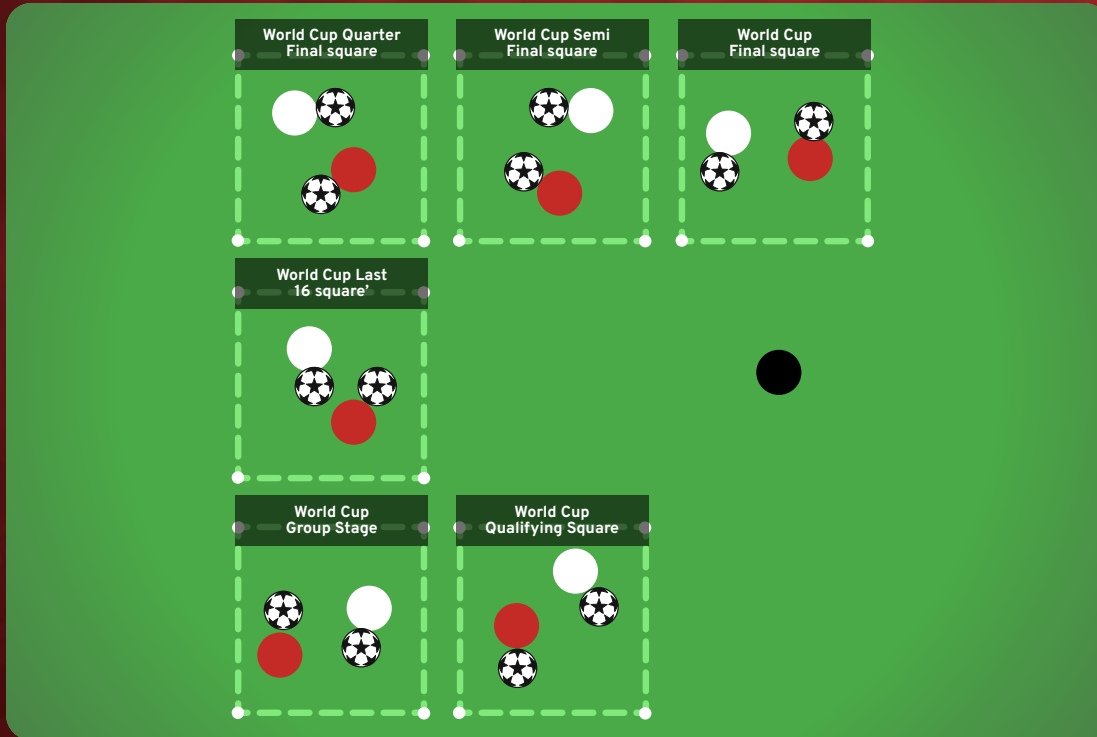 World Cup Quarter
Final square
World Cup Semi
Final square
World Cup
Final square
World Cup Last
16 square’
World Cup
Group Stage
World Cup
Qualifying Square